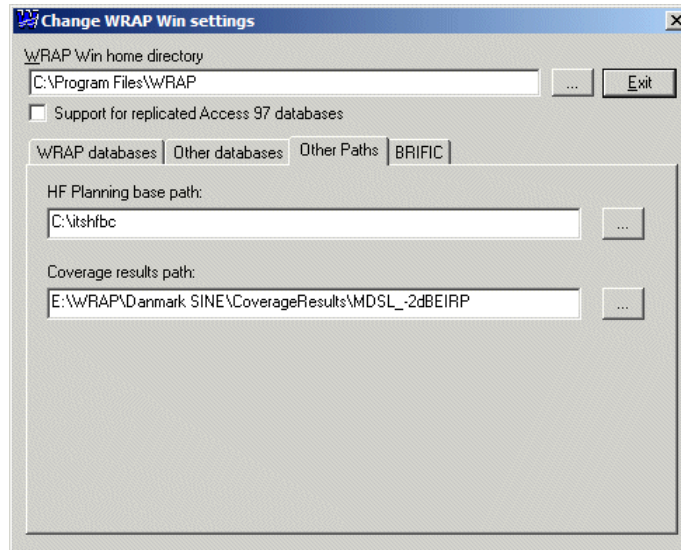 Change WRAP Win settings
WRAP Win home directory
C:\Program Files\WRAP
...
Exit
Support for replicated Access 97 databases
WRAP databases Other databases Other Paths BRIFIC
HF Planning base path:
C:\itshfbc
...
Coverage results path:
E:\WRAP\Danmark SINE\CoverageResults\MDSL_-2dBEIRP
...